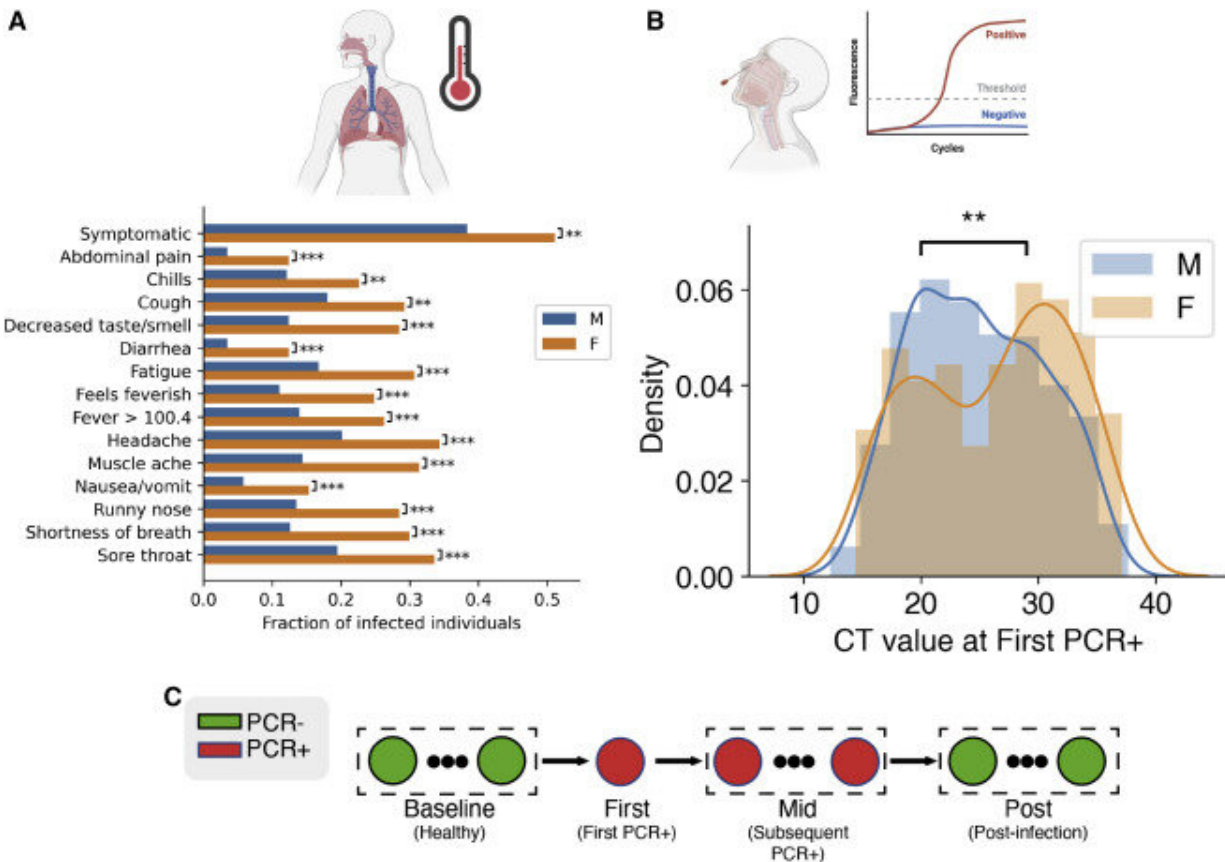 A
Symptomatic
Abdominal pain
Chills
Cough
Decreased taste/smell
Diarrhea
Fatigue
Feels feverish
Fever > 100.4
Headache
Muscle ache
Nausea/vomit
Runny nose
Shortness of breath
Sore throat
**
***
**
**
***
***
***
***
***
***
***
***
***
***
***
M
F
0.0 0.1 0.2 0.3 0.4 0.5
Fraction of infected individuals
B
Fluorescence
Positive
Threshold
Negative
Cycles
**
M
F
Density
0.06
0.04
0.02
0.00
10 20 30 40
CT value at First PCR+
C
PCR-
PCR+
Baseline
(Healthy)
First
(First PCR+)
Mid
(Subsequent
PCR+)
Post
(Post-infection)